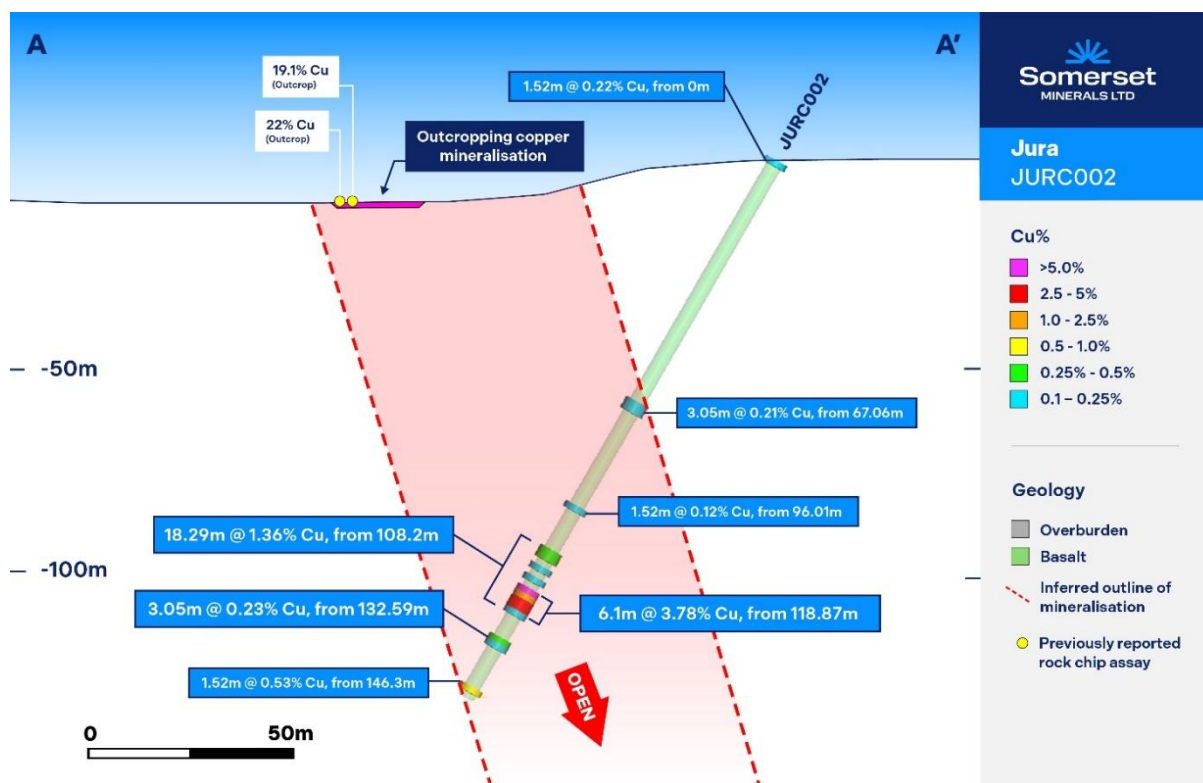 A
A'
19.1% Cu
(Outcrop)
22% Cu
(Outcrop)
Outcropping copper
mineralisation
1.52m @ 0.22% Cu, from 0m
JURC002
-50m
3.05m @ 0.21% Cu, from 67.06m
1.52m @ 0.12% Cu, from 96.01m
18.29m @ 1.36% Cu, from 108.2m
-100m
3.05m @ 0.23% Cu, from 132.59m
6.1m @ 3.78% Cu, from 118.87m
1.52m @ 0.53% Cu, from 146.3m
OPEN
0
50m
Somerset
MINERALS LTD
Jura
JURC002
Cu%
>5.0%
2.5 - 5%
1.0 - 2.5%
0.5 - 1.0%
0.25% - 0.5%
0.1 – 0.25%
Geology
Overburden
Basalt
Inferred outline of
mineralisation
Previously reported
rock chip assay